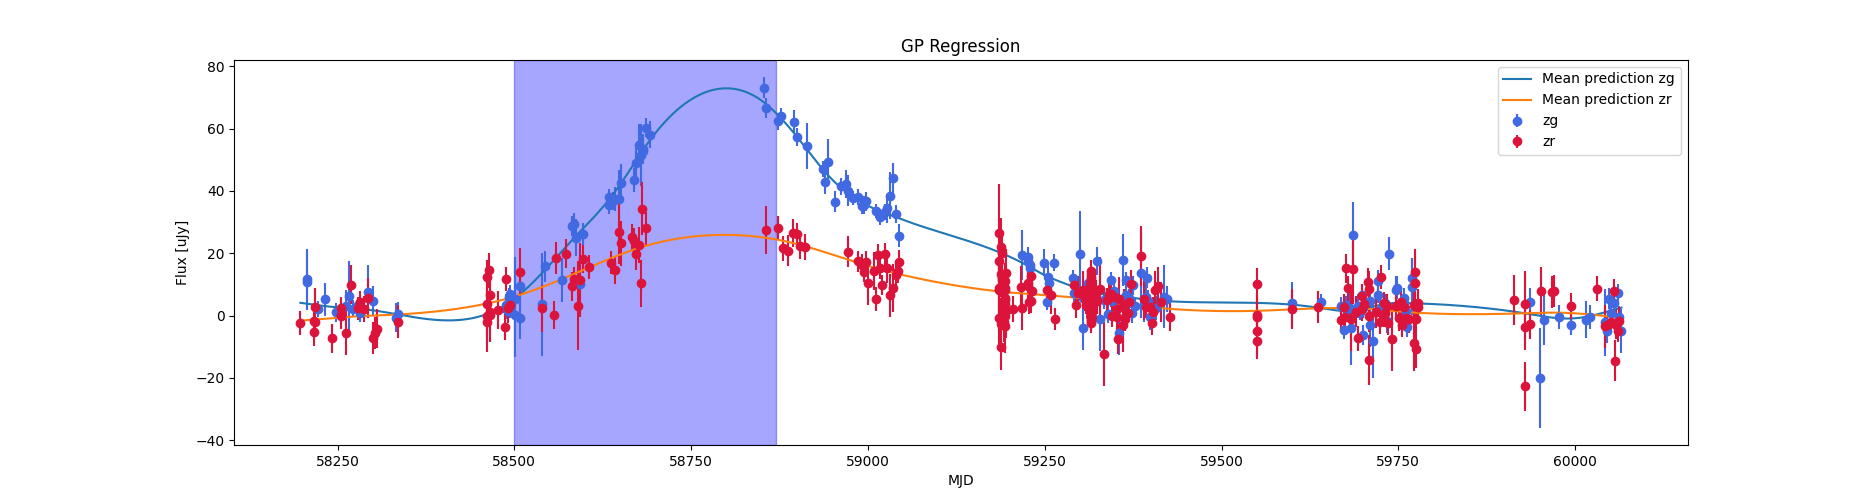 GP Regression
80
60
40
20
0
−20
−40
Flux [uJy]
Mean prediction zg
Mean prediction zr
zg
zr
58250 58500 58750 59000 59250 59500 59750 60000
MJD